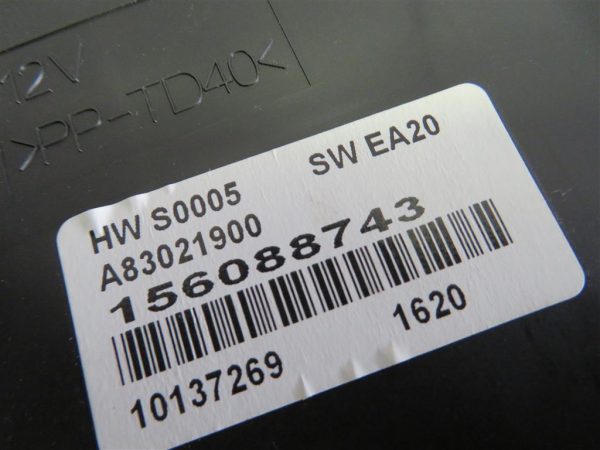 12V
>PP-TD40<
HW S0005 SW EA20
A83021900
156088743
10137269 1620